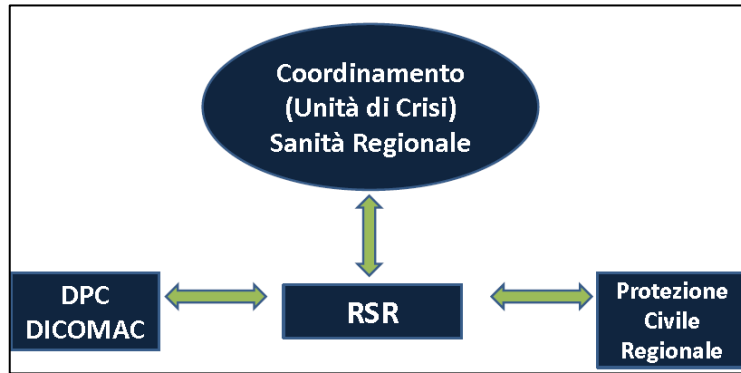 Coordinamento
(Unità di Crisi)
Sanità Regionale
DPC
DICOMAC
RSR
Protezione
Civile
Regionale